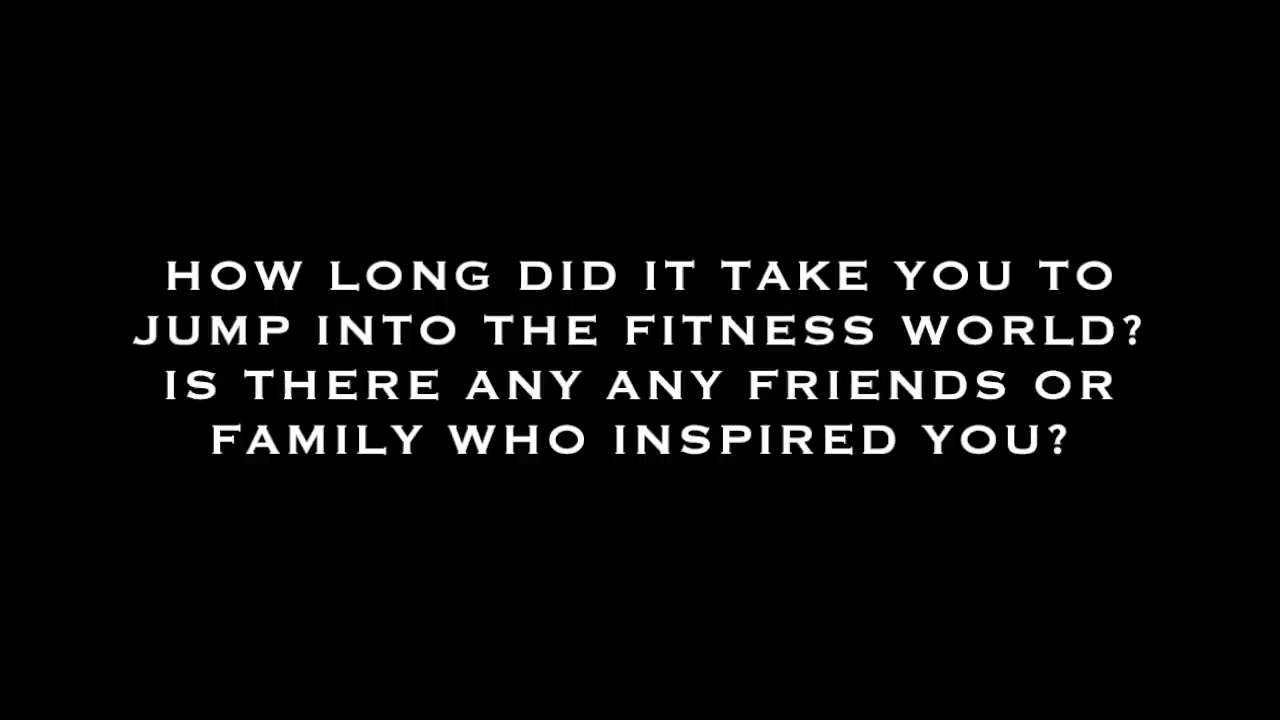 HOW LONG DID IT TAKE YOU TO
JUMP INTO THE FITNESS WORLD?
IS THERE ANY ANY FRIENDS OR
FAMILY WHO INSPIRED YOU?